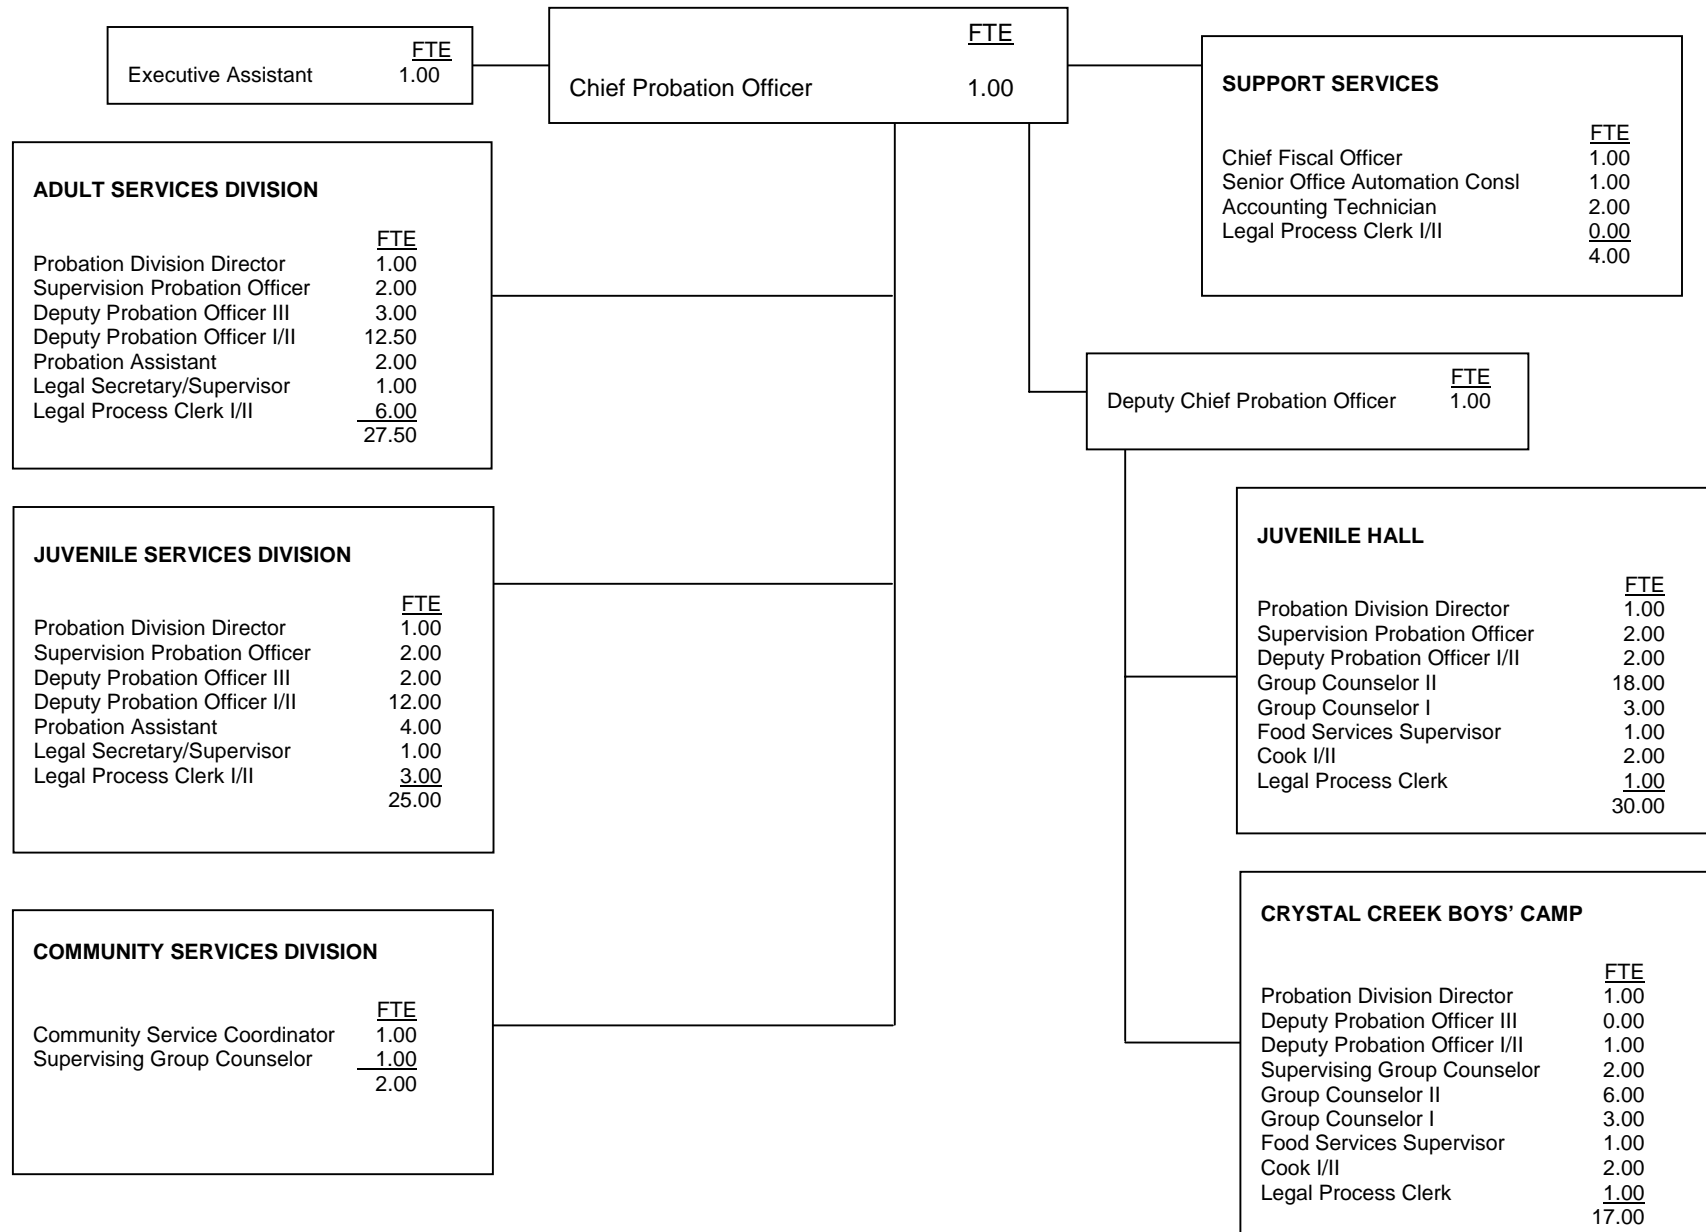 FTE
Executive Assistant 1.00
FTE
Chief Probation Officer 1.00
SUPPORT SERVICES
FTE
Chief Fiscal Officer 1.00
Senior Office Automation Consl 1.00
Accounting Technician 2.00
Legal Process Clerk I/II 0.00
4.00
ADULT SERVICES DIVISION
FTE
Probation Division Director 1.00
Supervision Probation Officer 2.00
Deputy Probation Officer III 3.00
Deputy Probation Officer I/II 12.50
Probation Assistant 2.00
Legal Secretary/Supervisor 1.00
Legal Process Clerk I/II 6.00
27.50
FTE
Deputy Chief Probation Officer 1.00
JUVENILE SERVICES DIVISION
FTE
Probation Division Director 1.00
Supervision Probation Officer 2.00
Deputy Probation Officer III 2.00
Deputy Probation Officer I/II 12.00
Probation Assistant 4.00
Legal Secretary/Supervisor 1.00
Legal Process Clerk I/II 3.00
25.00
JUVENILE HALL
FTE
Probation Division Director 1.00
Supervision Probation Officer 2.00
Deputy Probation Officer I/II 2.00
Group Counselor II 18.00
Group Counselor I 3.00
Food Services Supervisor 1.00
Cook I/II 2.00
Legal Process Clerk 1.00
30.00
COMMUNITY SERVICES DIVISION
FTE
Community Service Coordinator 1.00
Supervising Group Counselor 1.00
2.00
CRYSTAL CREEK BOYS’ CAMP
FTE
Probation Division Director 1.00
Deputy Probation Officer III 0.00
Deputy Probation Officer I/II 1.00
Supervising Group Counselor 2.00
Group Counselor II 6.00
Group Counselor I 3.00
Food Services Supervisor 1.00
Cook I/II 2.00
Legal Process Clerk 1.00
17.00